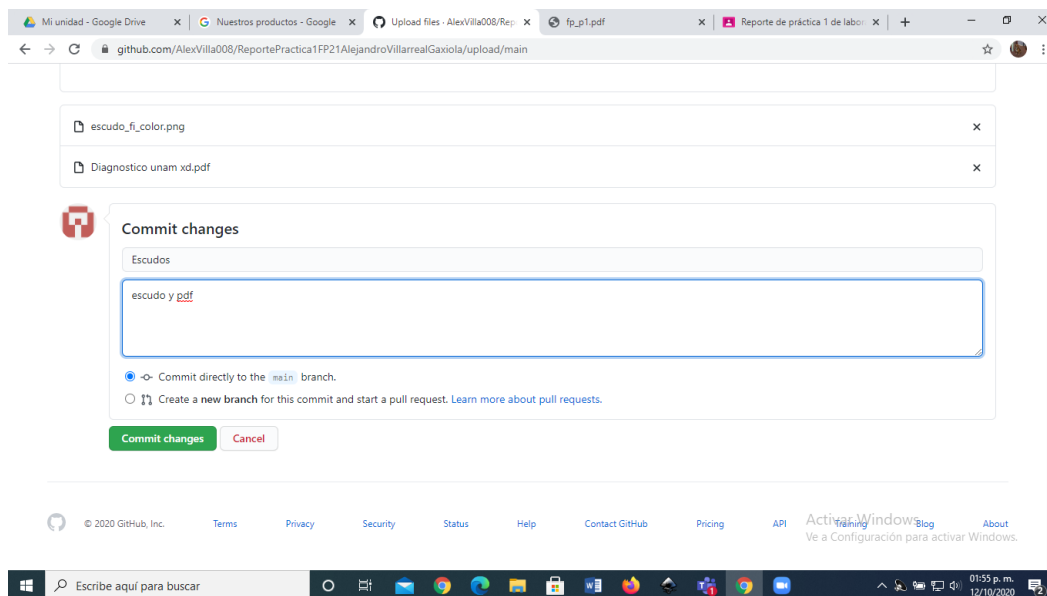 Mi unidad - Google Drive
Nuestros productos - Google
Upload files · AlexVilla008/Rep
fp_p1.pdf
Reporte de práctica 1 de labor
github.com/AlexVilla008/ReportePractica1FP21AlejandroVillarrealGaxiola/upload/main
escudo_fi_color.png
Diagnostico unam xd.pdf
Commit changes
Escudos
escudo y pdf
Commit directly to the main branch.
Create a new branch for this commit and start a pull request. Learn more about pull requests.
Commit changes Cancel
© 2020 GitHub, Inc. Terms Privacy Security Status Help Contact GitHub Pricing API Training Blog About
Activar Windows
Ve a Configuración para activar Windows.
Escribe aquí para buscar
01:55 p. m.
12/10/2020
2